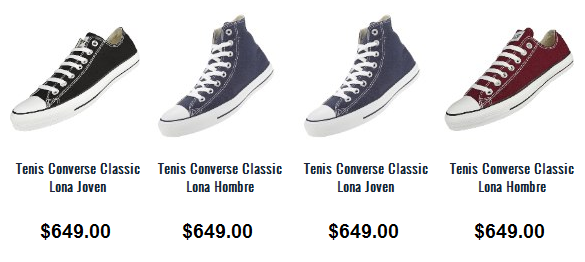 Tenis Converse Classic
Lona Joven
$649.00
Tenis Converse Classic
Lona Hombre
$649.00
Tenis Converse Classic
Lona Joven
$649.00
Tenis Converse Classic
Lona Hombre
$649.00